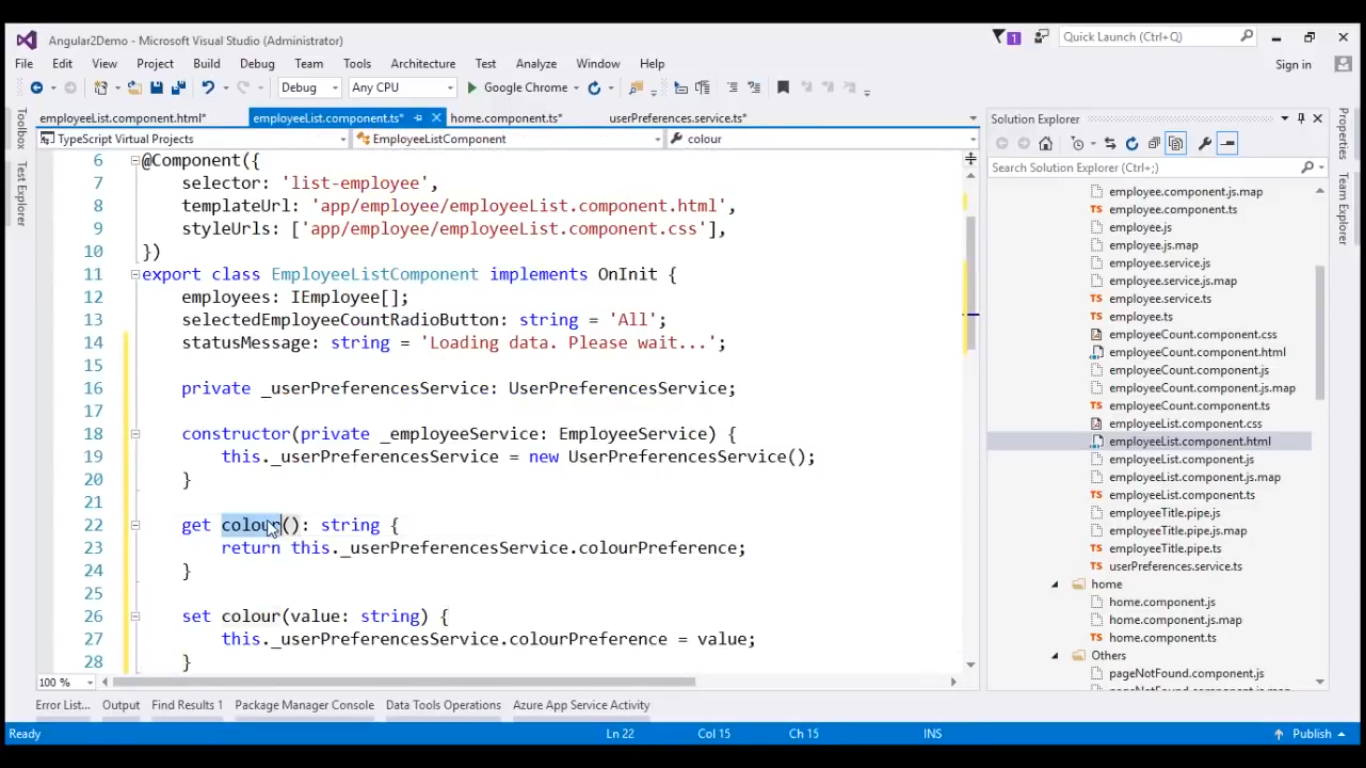 Angular2Demo - Microsoft Visual Studio (Administrator)
1
Quick Launch (Ctrl+Q)
File Edit View Project Build Debug Team Tools Architecture Test Analyze Window Help
Sign in
Debug Any CPU Google Chrome
Toolbox
Test Explorer
employeeList.component.html* employeeList.component.ts* home.component.ts* userPreferences.service.ts*
TypeScript Virtual Projects EmployeeListComponent colour
6 @Component({
7 selector: 'list-employee',
8 templateUrl: 'app/employee/employeeList.component.html',
9 styleUrls: ['app/employee/employeeList.component.css'],
10 })
11 export class EmployeeListComponent implements OnInit {
12 employees: IEmployee[];
13 selectedEmployeeCountRadioButton: string = 'All';
14 statusMessage: string = 'Loading data. Please wait...';
15
16 private _userPreferencesService: UserPreferencesService;
17
18 constructor(private _employeeService: EmployeeService) {
19 this._userPreferencesService = new UserPreferencesService();
20 }
21
22 get colour(): string {
23 return this._userPreferencesService.colourPreference;
24 }
25
26 set colour(value: string) {
27 this._userPreferencesService.colourPreference = value;
28 }
100 %
Solution Explorer
Search Solution Explorer (Ctrl+;)
employee.component.js.map
TS employee.component.ts
employee.js
employee.js.map
employee.service.js
employee.service.js.map
TS employee.service.ts
TS employee.ts
employeeCount.component.css
employeeCount.component.html
employeeCount.component.js
employeeCount.component.js.map
TS employeeCount.component.ts
employeeList.component.css
employeeList.component.html
employeeList.component.js
employeeList.component.js.map
TS employeeList.component.ts
employeeTitle.pipe.js
employeeTitle.pipe.js.map
TS employeeTitle.pipe.ts
TS userPreferences.service.ts
home
home.component.js
home.component.js.map
TS home.component.ts
Others
pageNotFound.component.js
pageNotFound.component.js.map
Properties
Team Explorer
Error List... Output Find Results 1 Package Manager Console Data Tools Operations Azure App Service Activity
Ready Ln 22 Col 15 Ch 15 INS Publish